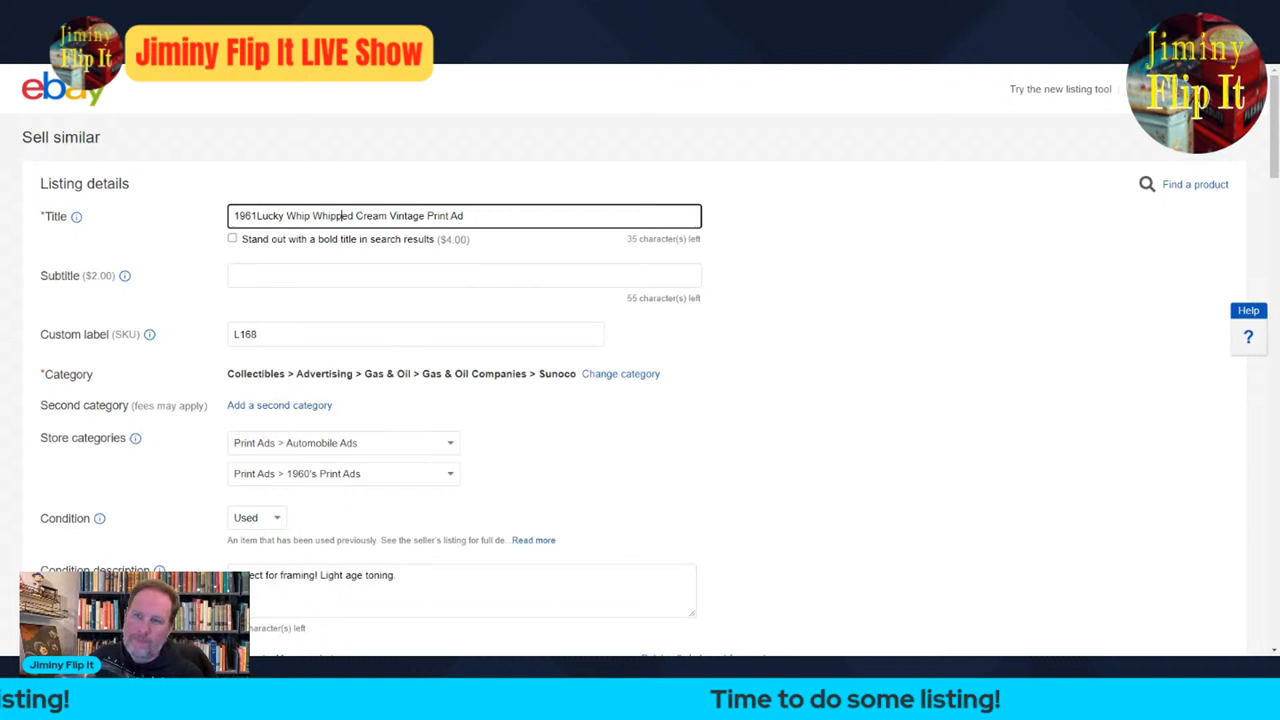 Jiminy Flip It
Jiminy Flip It LIVE Show
Jiminy Flip It
ebay
Try the new listing tool
Sell similar
Listing details
Find a product
*Title
1961Lucky Whip Whipped Cream Vintage Print Ad
Stand out with a bold title in search results ($4.00)
35 character(s) left
Subtitle ($2.00)
55 character(s) left
Help
?
Custom label (SKU)
L168
*Category
Collectibles > Advertising > Gas & Oil > Gas & Oil Companies > Sunoco
Change category
Second category (fees may apply)
Add a second category
Store categories
Print Ads > Automobile Ads
Print Ads > 1960's Print Ads
Condition
Used
An item that has been used previously. See the seller's listing for full de...Read more
Condition description
ect for framing! Light age toning.
haracter(s) left
Jiminy Flip It
isting!
Time to do some listing!